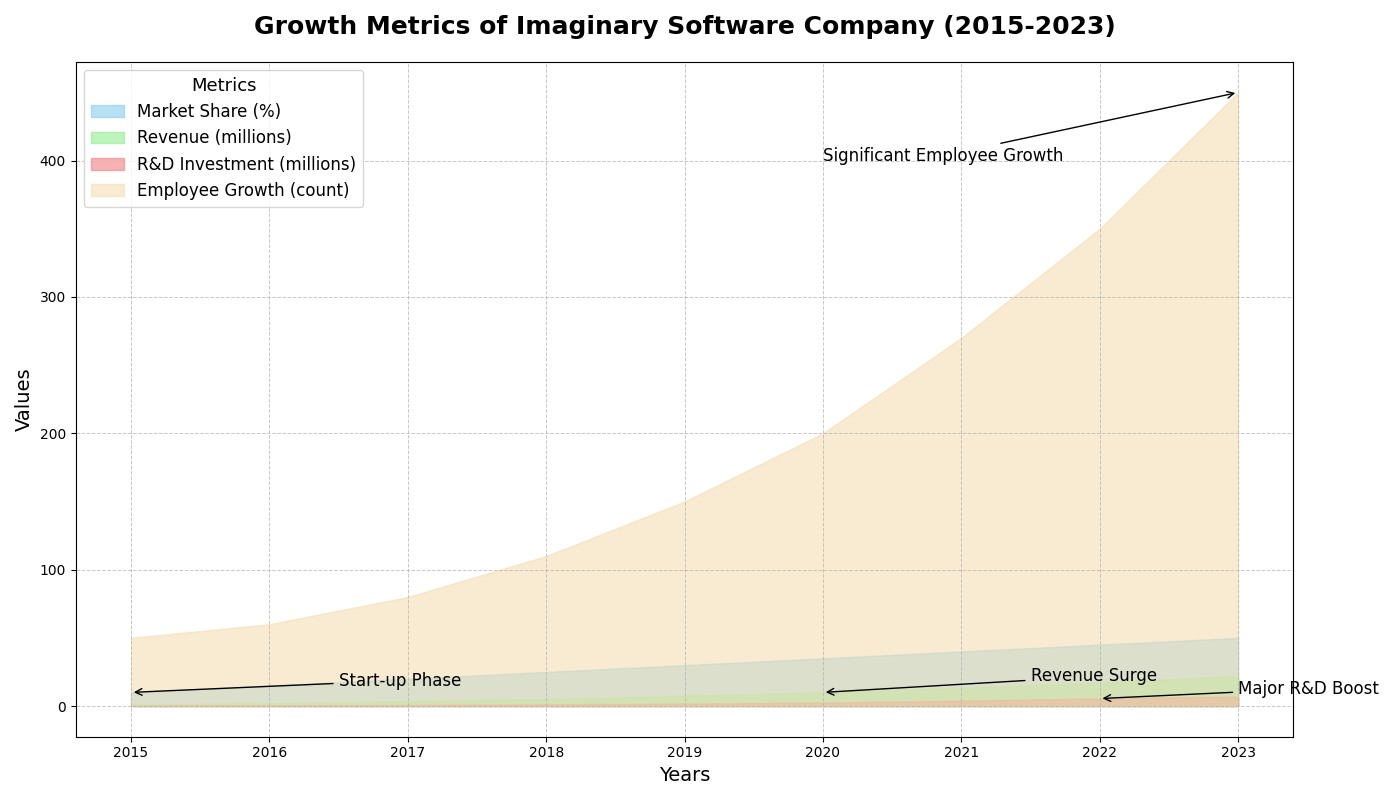 Growth Metrics of Imaginary Software Company (2015-2023)
Metrics
Market Share (%)
Revenue (millions)
R&D Investment (millions)
Employee Growth (count)
Significant Employee Growth
Start-up Phase
Revenue Surge
Major R&D Boost
Values
400
300
200
100
0
2015 2016 2017 2018 2019 2020 2021 2022 2023
Years